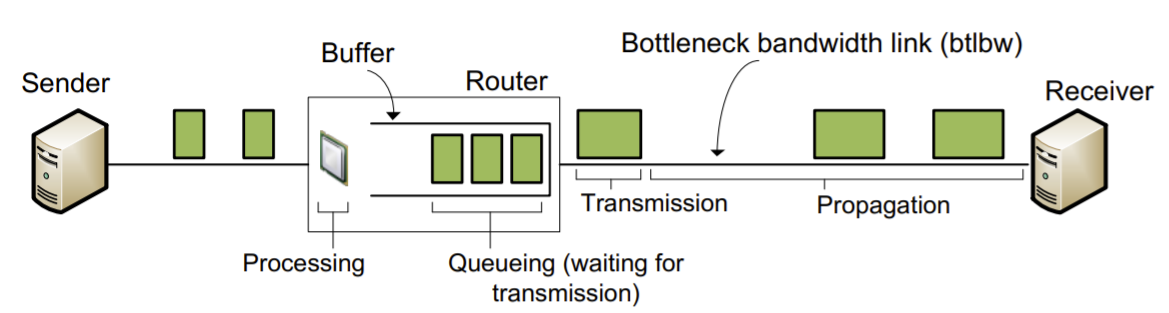 Bottleneck bandwidth link (btlbw)
Buffer
Sender
Router
Receiver
Transmission
Propagation
Processing
Queueing (waiting for
transmission)